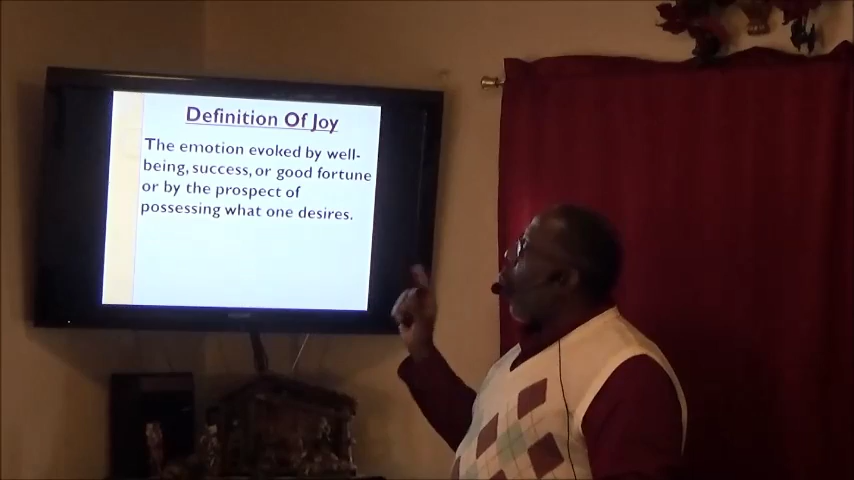 Definition Of Joy
The emotion evoked by well-
being, success, or good fortune
or by the prospect of
possessing what one desires.